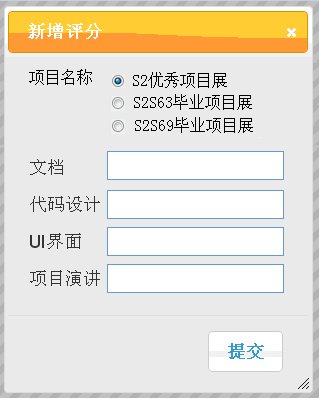 新增评分
项目名称 S2优秀项目展
S2S63毕业项目展
S2S69毕业项目展
文档
代码设计
UI界面
项目演讲
提交